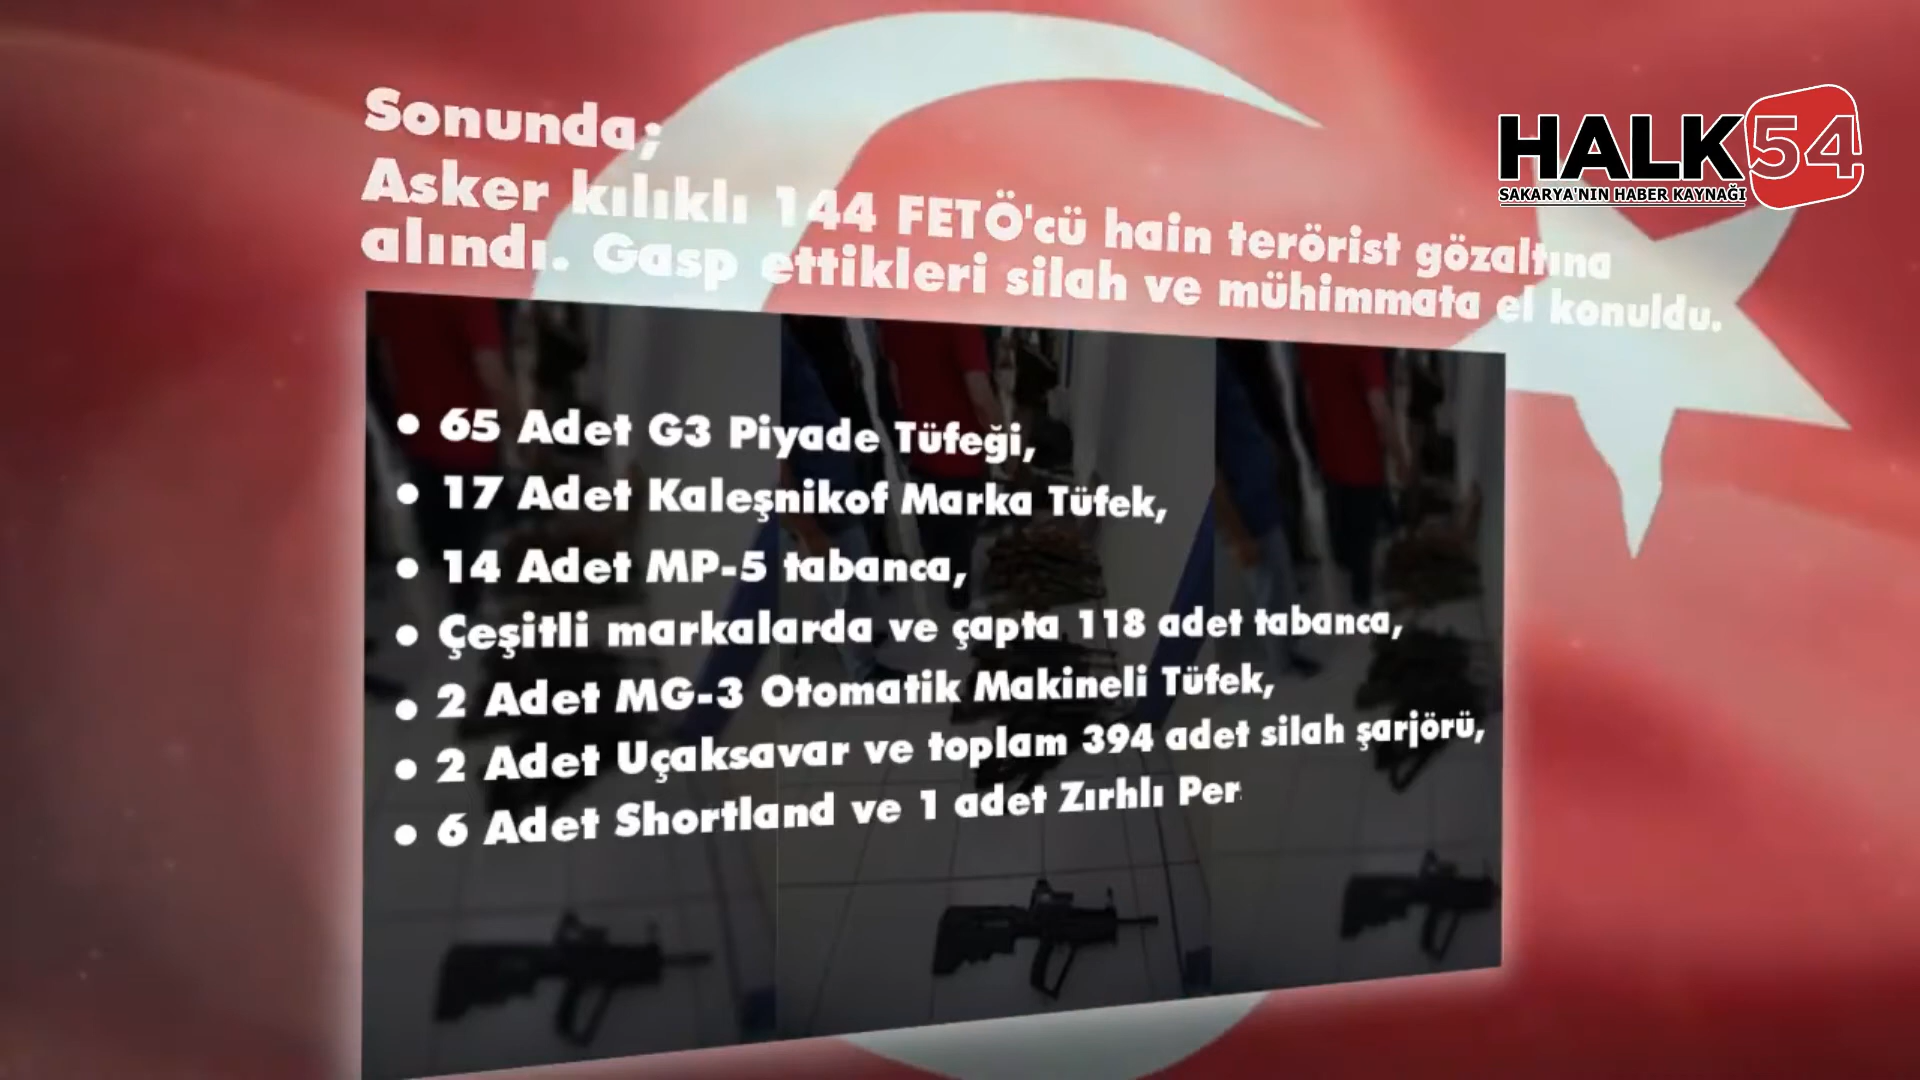 HALK54
SAKARYA'NIN HABER KAYNAĞI
Sonunda;
Asker kılıklı 144 FETÖ'cü hain terörist gözaltına
alındı. Gasp ettikleri silah ve mühimmata el konuldu.
• 65 Adet G3 Piyade Tüfeği,
• 17 Adet Kaleşnikof Marka Tüfek,
• 14 Adet MP-5 tabanca,
• Çeşitli markalarda ve çapta 118 adet tabanca,
• 2 Adet MG-3 Otomatik Makineli Tüfek,
• 2 Adet Uçaksavar ve toplam 394 adet silah şarjörü,
• 6 Adet Shortland ve 1 adet Zırhlı Per